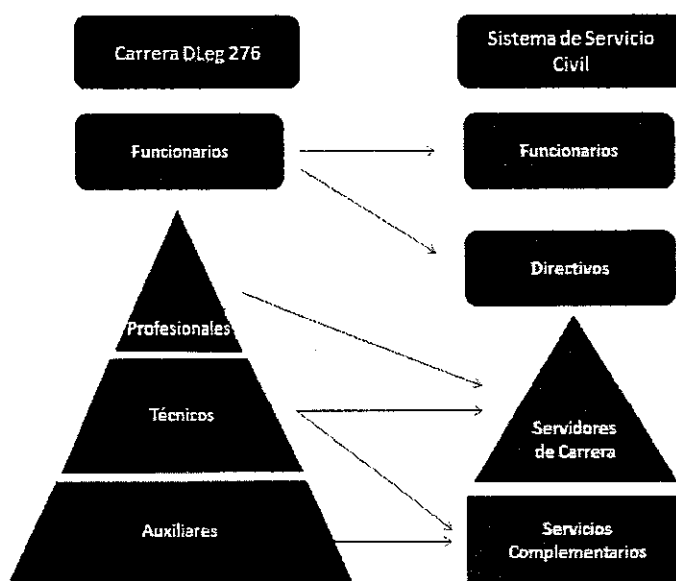 Carrera DLeg 276
Sistema de Servicio
Civil
Funcionarios
Funcionarios
Directivos
Profesionales
Técnicos
Servidores
de Carrera
Auxiliares
Servicios
Complementarios